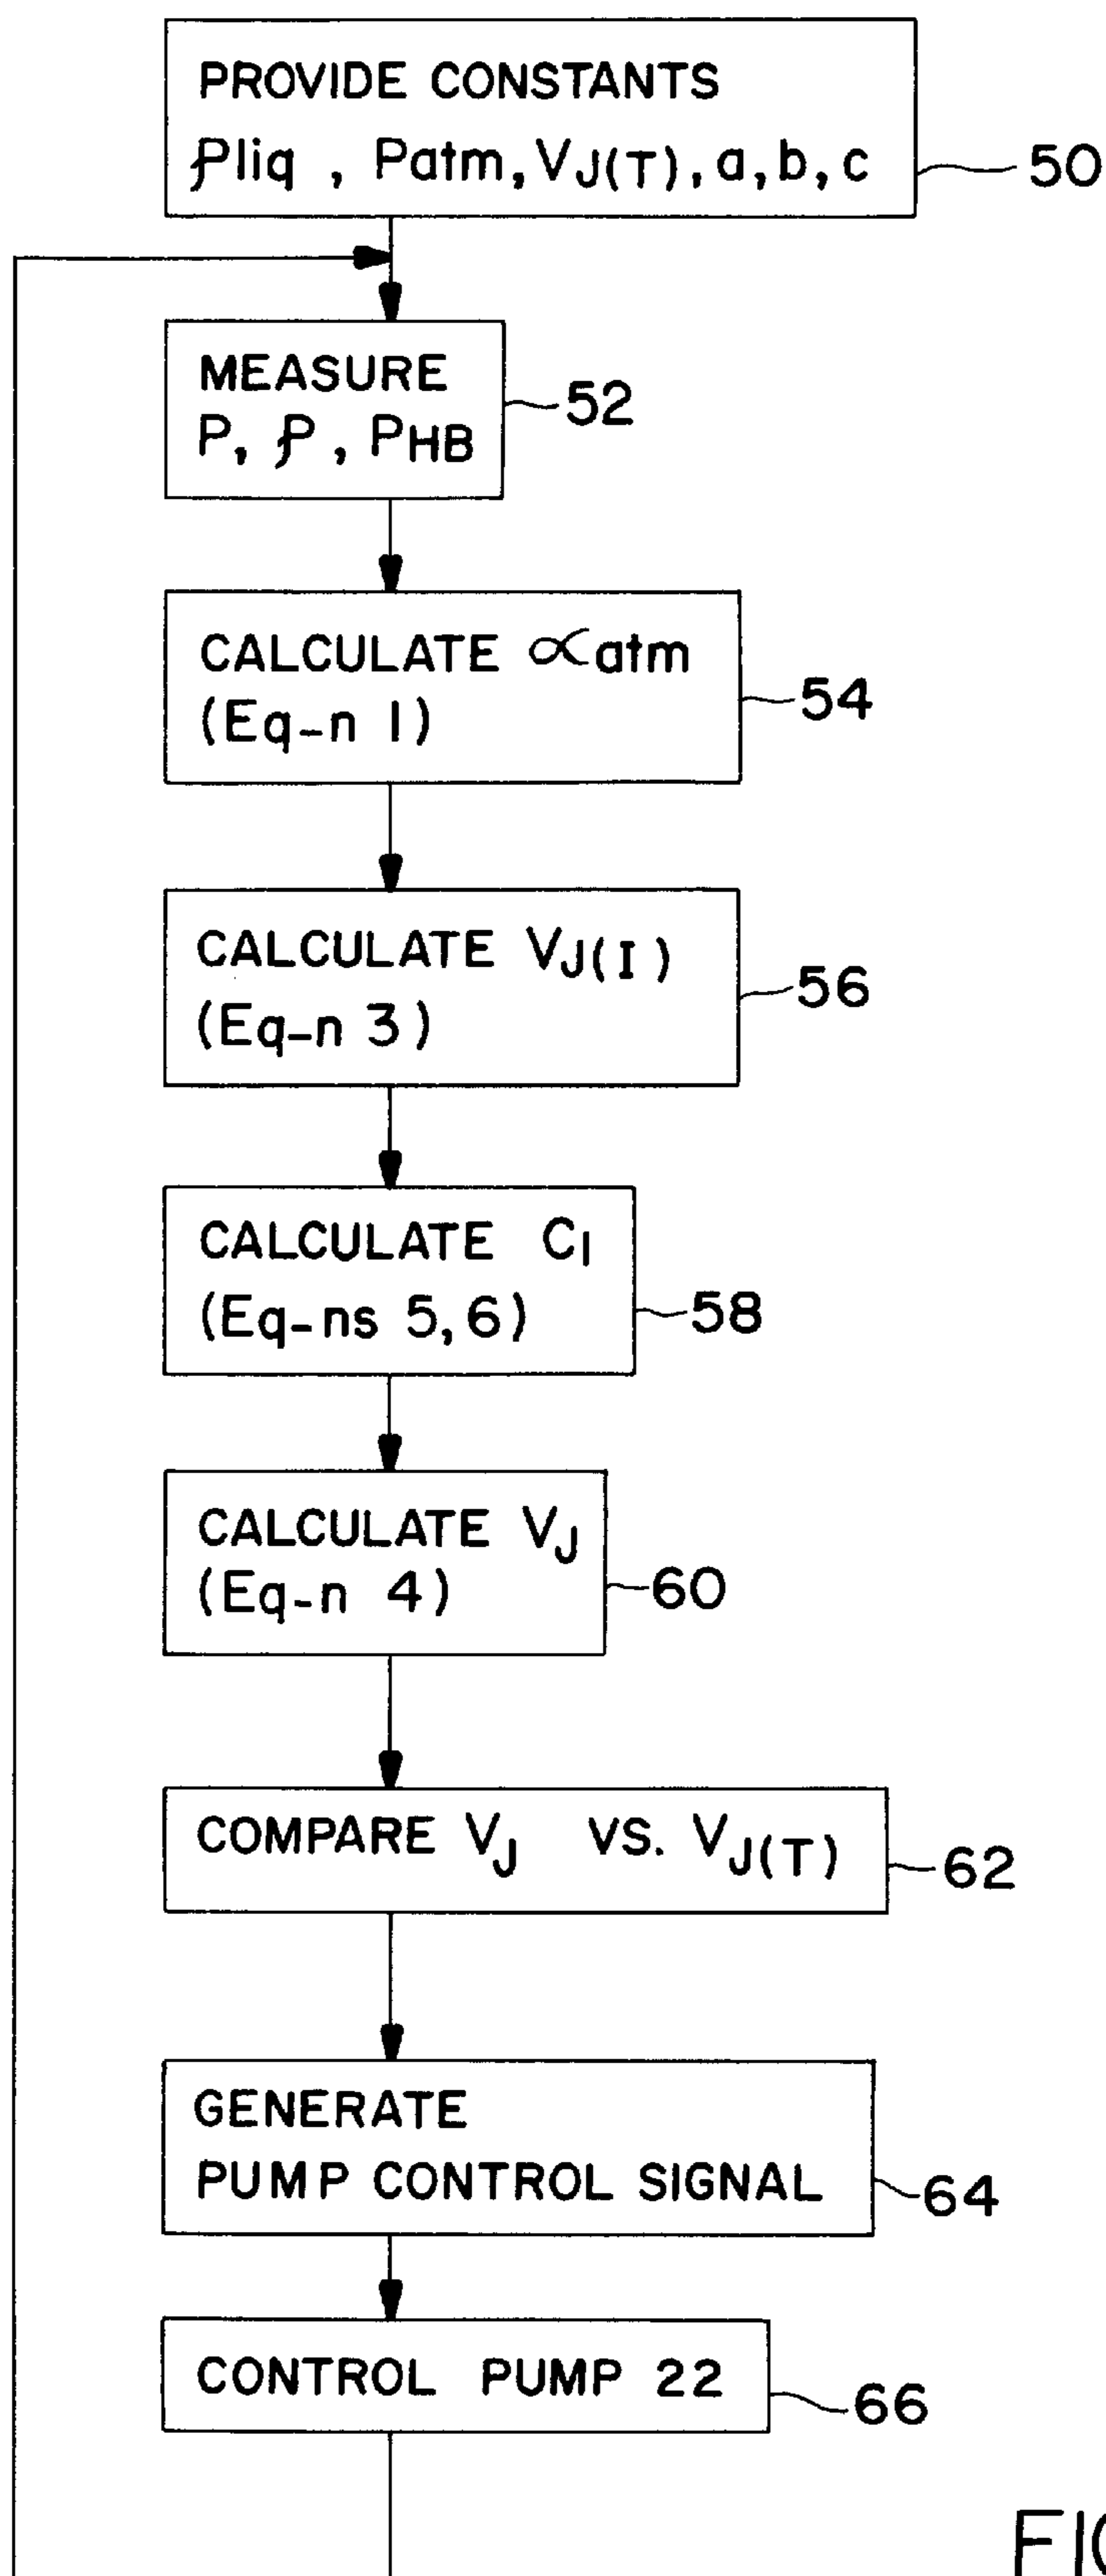 PROVIDE CONSTANTS
ρliq , Patm, VJ(T), a, b, c
50
MEASURE
P, ρ, PHB
52
CALCULATE ∝atm
(Eq-n 1)
54
CALCULATE VJ(I)
(Eq-n 3)
56
CALCULATE C1
(Eq-ns 5,6)
58
CALCULATE VJ
(Eq-n 4)
60
COMPARE VJ VS. VJ(T)
62
GENERATE
PUMP CONTROL SIGNAL
64
CONTROL PUMP 22
66